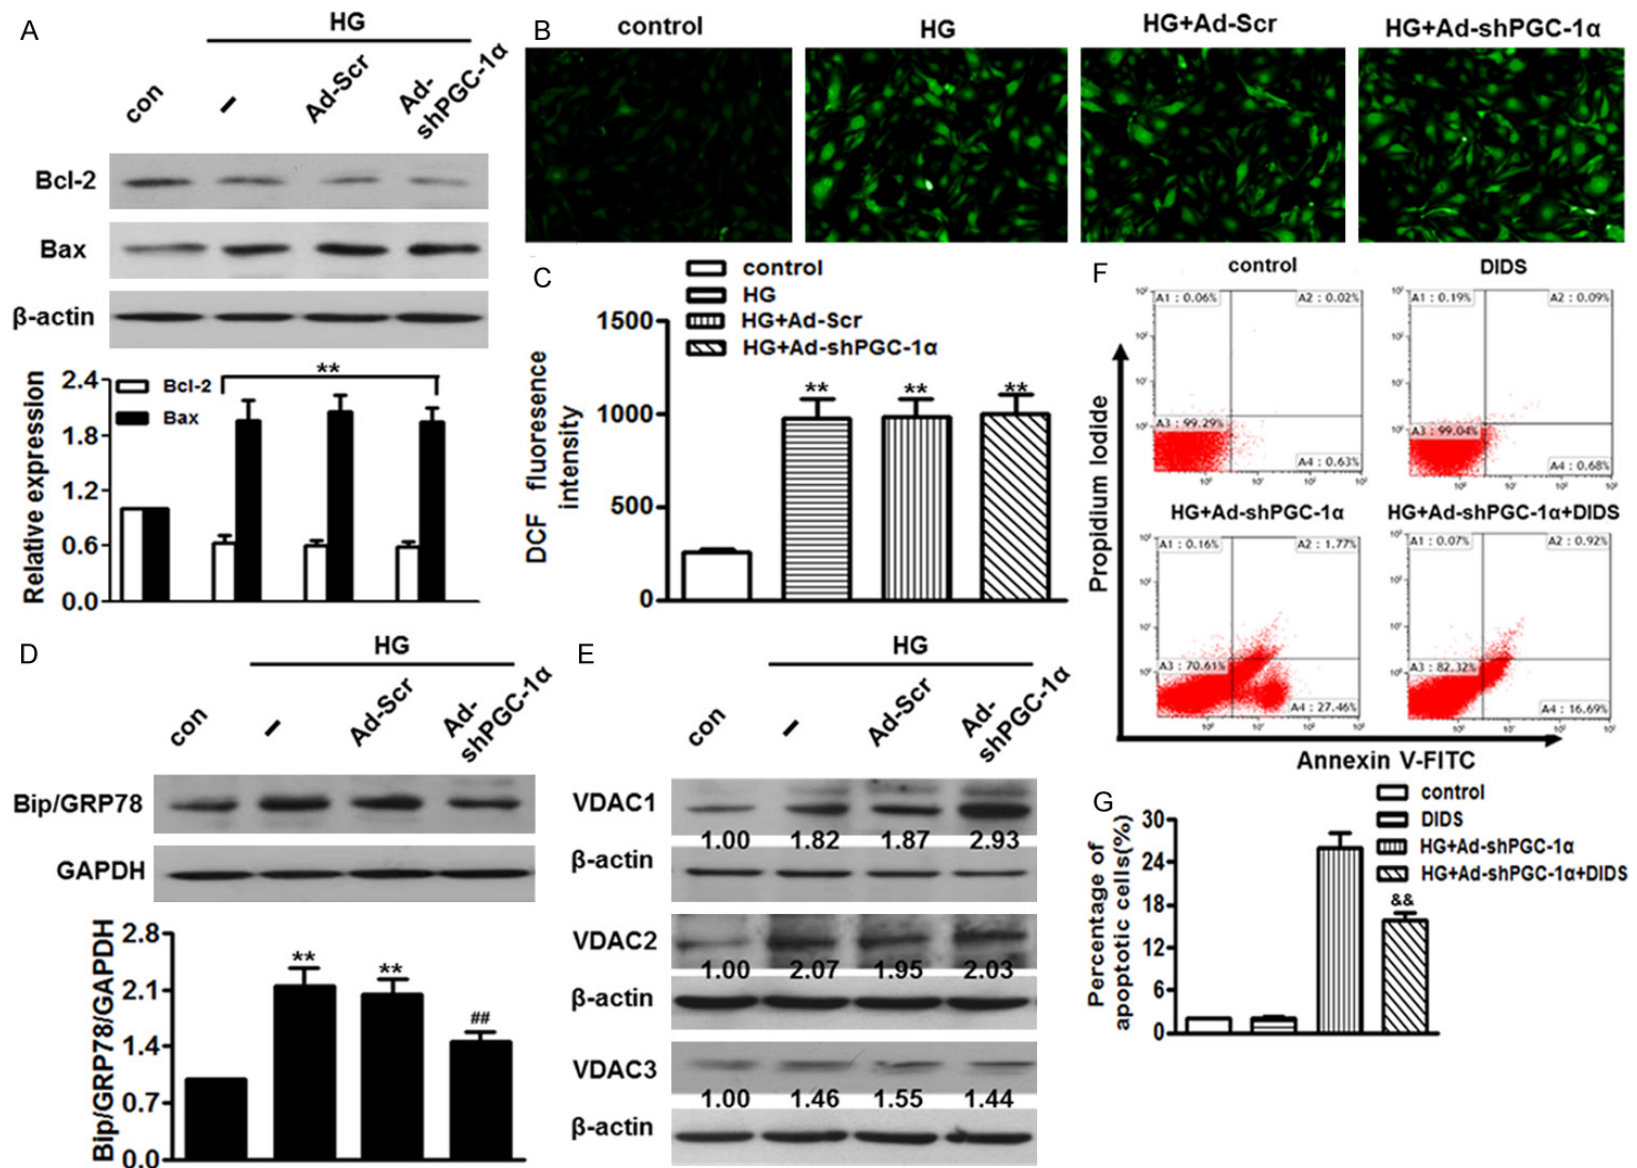 A
HG
con
-
Ad-Scr
Ad-
shPGC-1α
Bcl-2
Bax
β-actin
Relative expression
2.4
1.8
1.2
0.6
0.0
Bcl-2
Bax
**
B
control
HG
HG+Ad-Scr
HG+Ad-shPGC-1α
C
control
HG
HG+Ad-Scr
HG+Ad-shPGC-1α
DCF fluoresence
intensity
1500
1000
500
0
**
**
**
D
HG
con
-
Ad-Scr
Ad-
shPGC-1α
Bip/GRP78
GAPDH
Bip/GRP78/GAPDH
2.8
2.1
1.4
0.7
0.0
**
**
##
E
HG
con
-
Ad-Scr
Ad-
shPGC-1α
VDAC1
1.00 1.82 1.87 2.93
β-actin
VDAC2
1.00 2.07 1.95 2.03
β-actin
VDAC3
1.00 1.46 1.55 1.44
β-actin
F
control
A1 : 0.06%
A2 : 0.02%
A3 : 99.29%
A4 : 0.63%
DIDS
A1 : 0.19%
A2 : 0.09%
A3 : 99.04%
A4 : 0.68%
HG+Ad-shPGC-1α
A1 : 0.16%
A2 : 1.77%
A3 : 70.61%
A4 : 27.46%
HG+Ad-shPGC-1α+DIDS
A1 : 0.07%
A2 : 0.92%
A3 : 82.32%
A4 : 16.69%
Propidium Iodide
Annexin V-FITC
G
control
DIDS
HG+Ad-shPGC-1α
HG+Ad-shPGC-1α+DIDS
Percentage of
apoptotic cells(%)
30
24
18
12
6
0
&&